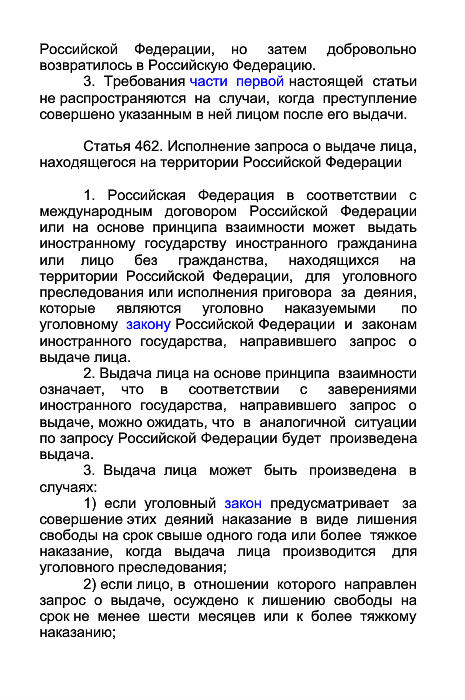 Российской Федерации, но затем добровольно
возвратилось в Российскую Федерацию.
3. Требования части первой настоящей статьи
не распространяются на случаи, когда преступление
совершено указанным в ней лицом после его выдачи.
Статья 462. Исполнение запроса о выдаче лица,
находящегося на территории Российской Федерации
1. Российская Федерация в соответствии с
международным договором Российской Федерации
или на основе принципа взаимности может выдать
иностранному государству иностранного гражданина
или лицо без гражданства, находящихся на
территории Российской Федерации, для уголовного
преследования или исполнения приговора за деяния,
которые являются уголовно наказуемыми по
уголовному закону Российской Федерации и законам
иностранного государства, направившего запрос о
выдаче лица.
2. Выдача лица на основе принципа взаимности
означает, что в соответствии с заверениями
иностранного государства, направившего запрос о
выдаче, можно ожидать, что в аналогичной ситуации
по запросу Российской Федерации будет произведена
выдача.
3. Выдача лица может быть произведена в
случаях:
1) если уголовный закон предусматривает за
совершение этих деяний наказание в виде лишения
свободы на срок свыше одного года или более тяжкое
наказание, когда выдача лица производится для
уголовного преследования;
2) если лицо, в отношении которого направлен
запрос о выдаче, осуждено к лишению свободы на
срок не менее шести месяцев или к более тяжкому
наказанию;